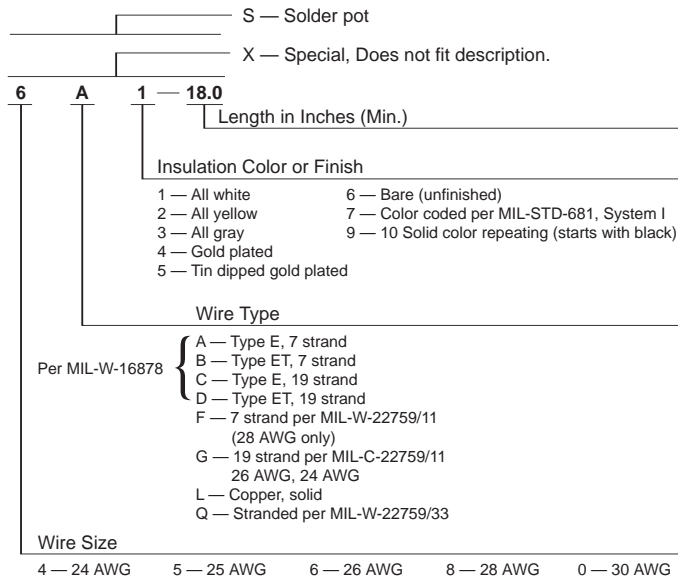 S — Solder pot
X — Special, Does not fit description.
6 A 1 — 18.0
Length in Inches (Min.)
Insulation Color or Finish
1 — All white 6 — Bare (unfinished)
2 — All yellow 7 — Color coded per MIL-STD-681, System I
3 — All gray 9 — 10 Solid color repeating (starts with black)
4 — Gold plated
5 — Tin dipped gold plated
Wire Type
Per MIL-W-16878
A — Type E, 7 strand
B — Type ET, 7 strand
C — Type E, 19 strand
D — Type ET, 19 strand
F — 7 strand per MIL-W-22759/11
(28 AWG only)
G — 19 strand per MIL-C-22759/11
26 AWG, 24 AWG
L — Copper, solid
Q — Stranded per MIL-W-22759/33
Wire Size
4 — 24 AWG 5 — 25 AWG 6 — 26 AWG 8 — 28 AWG 0 — 30 AWG